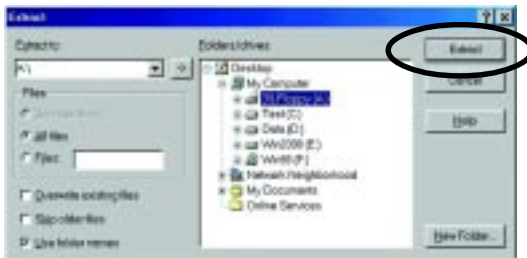 Extract
Extract to:
A:\
Files
All files
Files:
Overwrite existing files
Skip older files
Use folder names
Folders/drives:
Desktop
My Computer
3½ Floppy (A:)
Test (C:)
Data (D:)
Win2000 (E:)
Win98 (F:)
Network Neighborhood
My Documents
Online Services
Extract
Cancel
Help
New Folder...